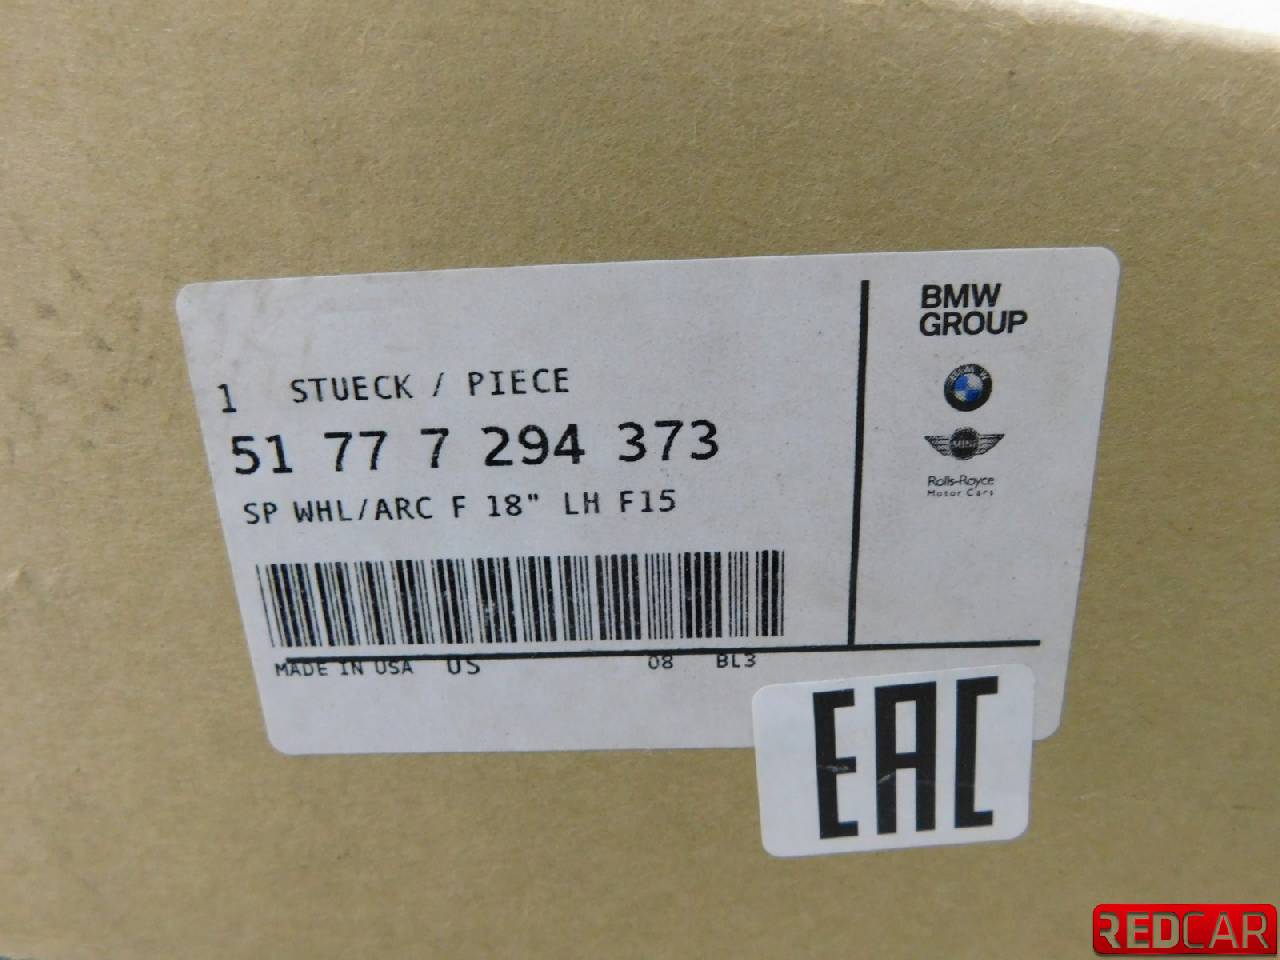 1 STUECK / PIECE
51 77 7 294 373
SP WHL/ARC F 18" LH F15
MADE IN USA US 08 BL3
BMW
GROUP
MINI
Rolls-Royce
Motor Cars
EAC
REDCAR